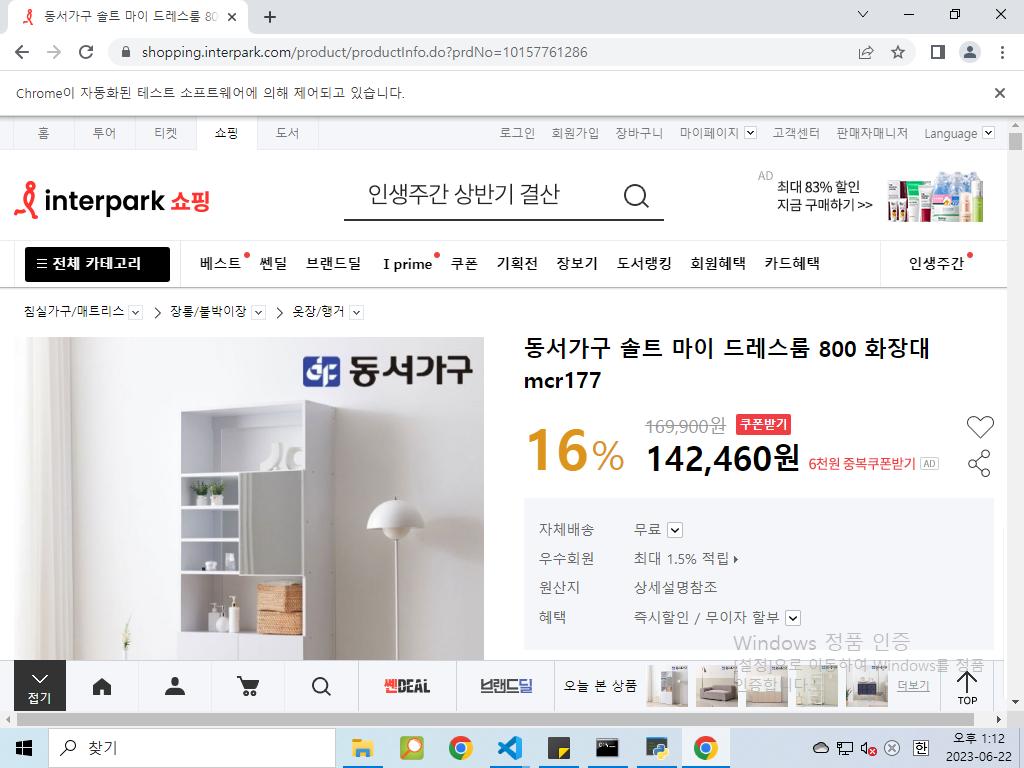 동서가구 솔트 마이 드레스룸 80
shopping.interpark.com/product/productInfo.do?prdNo=10157761286
Chrome이 자동화된 테스트 소프트웨어에 의해 제어되고 있습니다.
홈 투어 티켓 쇼핑 도서 로그인 회원가입 장바구니 마이페이지 고객센터 판매자매니저 Language
interpark 쇼핑
인생주간 상반기 결산
AD 최대 83% 할인
지금 구매하기 >>
전체 카테고리 베스트 쎈딜 브랜드딜 I prime 쿠폰 기획전 장보기 도서랭킹 회원혜택 카드혜택 인생주간
침실가구/매트리스 장롱/붙박이장 옷장/행거
동서가구
동서가구 솔트 마이 드레스룸 800 화장대
mcr177
169,900원 쿠폰받기
16% 142,460원 6천원 중복쿠폰받기 AD
자체배송 무료
우수회원 최대 1.5% 적립
원산지 상세설명참조
혜택 즉시할인 / 무이자 할부
Windows 정품 인증
[설정]으로 이동하여 Windows를 정품
인증합니다.
접기 쎈DEAL 브랜드딜 오늘 본 상품 더보기 TOP
찾기
한
오후 1:12
2023-06-22